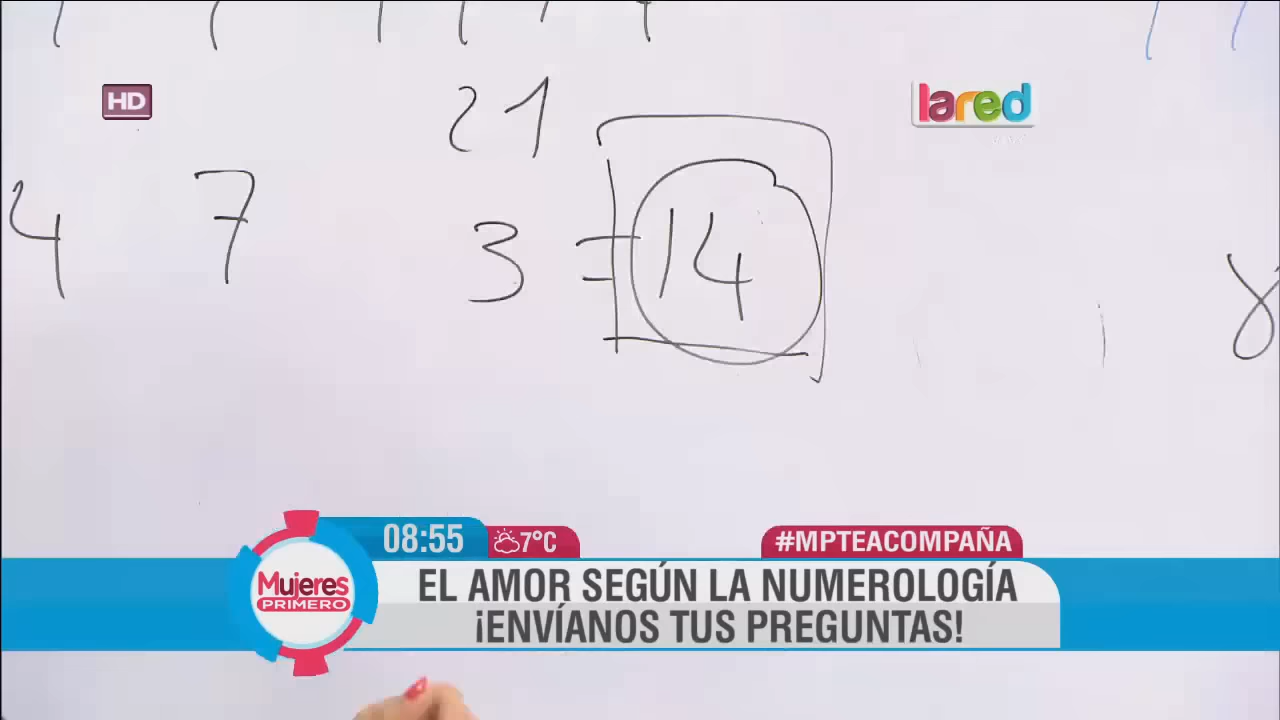 HD
lared
21
4 7 3 = 14
8
08:55 7°C
#MPTEACOMPAÑA
Mujeres
PRIMERO
EL AMOR SEGÚN LA NUMEROLOGÍA
¡ENVÍANOS TUS PREGUNTAS!